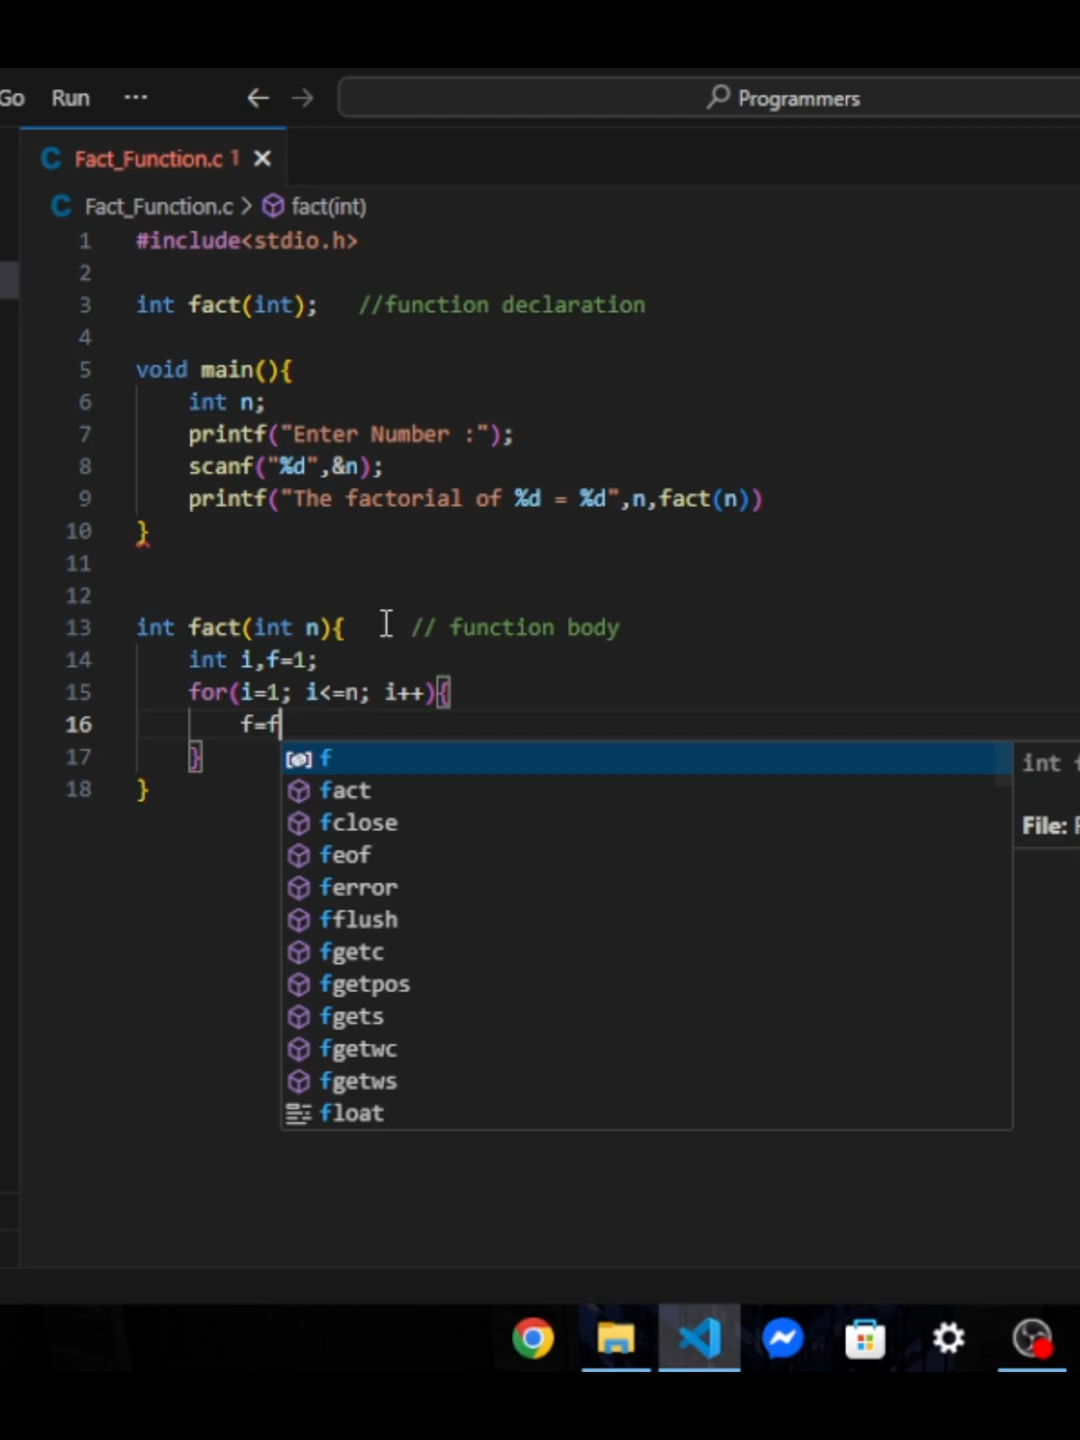 Go Run ··· Programmers
Fact_Function.c 1
Fact_Function.c > fact(int)
1 #include<stdio.h>
2
3 int fact(int); //function declaration
4
5 void main(){
6 int n;
7 printf("Enter Number :");
8 scanf("%d",&n);
9 printf("The factorial of %d = %d",n,fact(n))
10 }
11
12
13 int fact(int n){ // function body
14 int i,f=1;
15 for(i=1; i<=n; i++){
16 f=f
17 }
18 }
f
int f
fact
fclose
File:
feof
ferror
fflush
fgetc
fgetpos
fgets
fgetwc
fgetws
float